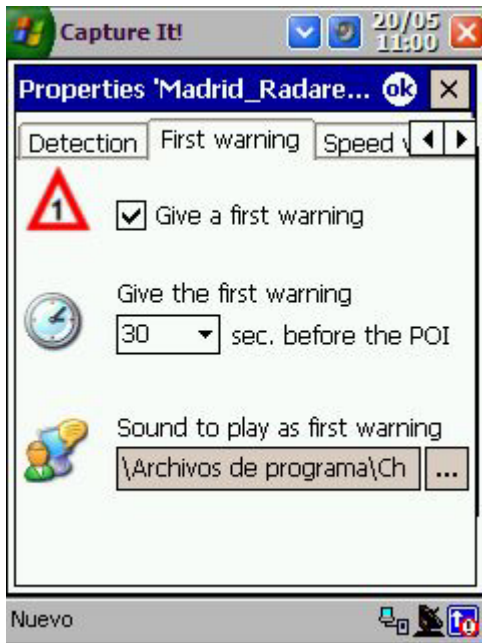 Capture It!
20/05
11:00
Properties 'Madrid_Radare... ok
Detection First warning Speed
1
Give a first warning
Give the first warning
30 sec. before the POI
Sound to play as first warning
\Archivos de programa\Ch ...
Nuevo